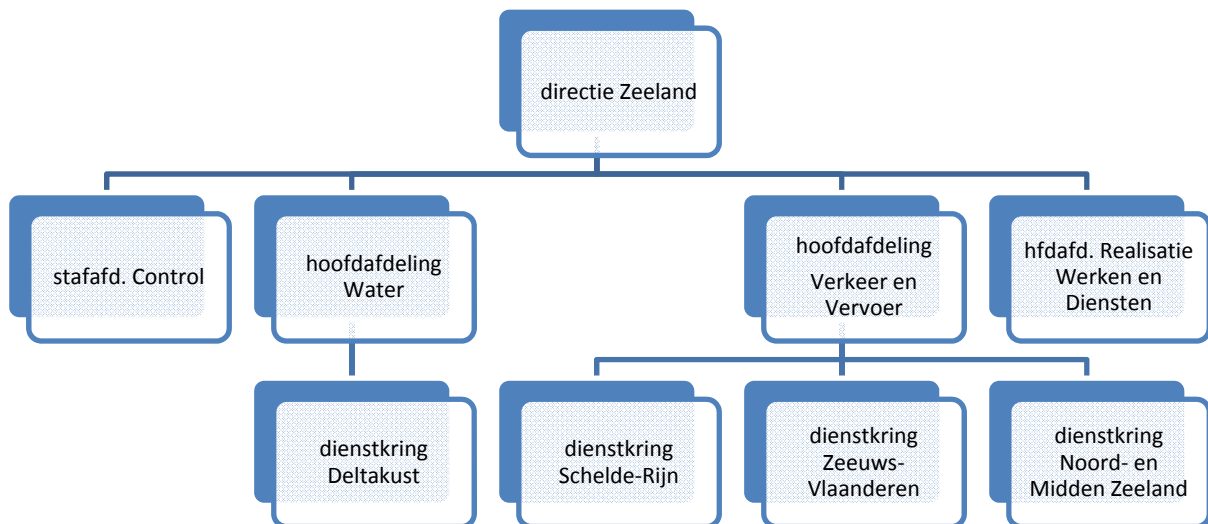 directie Zeeland
stafafd. Control
hoofdafdeling
Water
hoofdafdeling
Verkeer en
Vervoer
hfdafd. Realisatie
Werken en
Diensten
dienstkring
Deltakust
dienstkring
Schelde-Rijn
dienstkring
Zeeuws-
Vlaanderen
dienstkring
Noord- en
Midden Zeeland